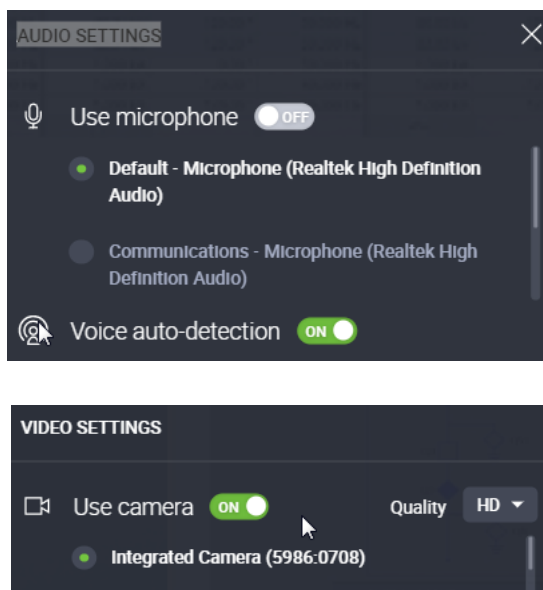 AUDIO SETTINGS
Use microphone OFF
Default - Microphone (Realtek High Definition
Audio)
Communications - Microphone (Realtek High
Definition Audio)
Voice auto-detection ON
VIDEO SETTINGS
Use camera ON Quality HD
Integrated Camera (5986:0708)